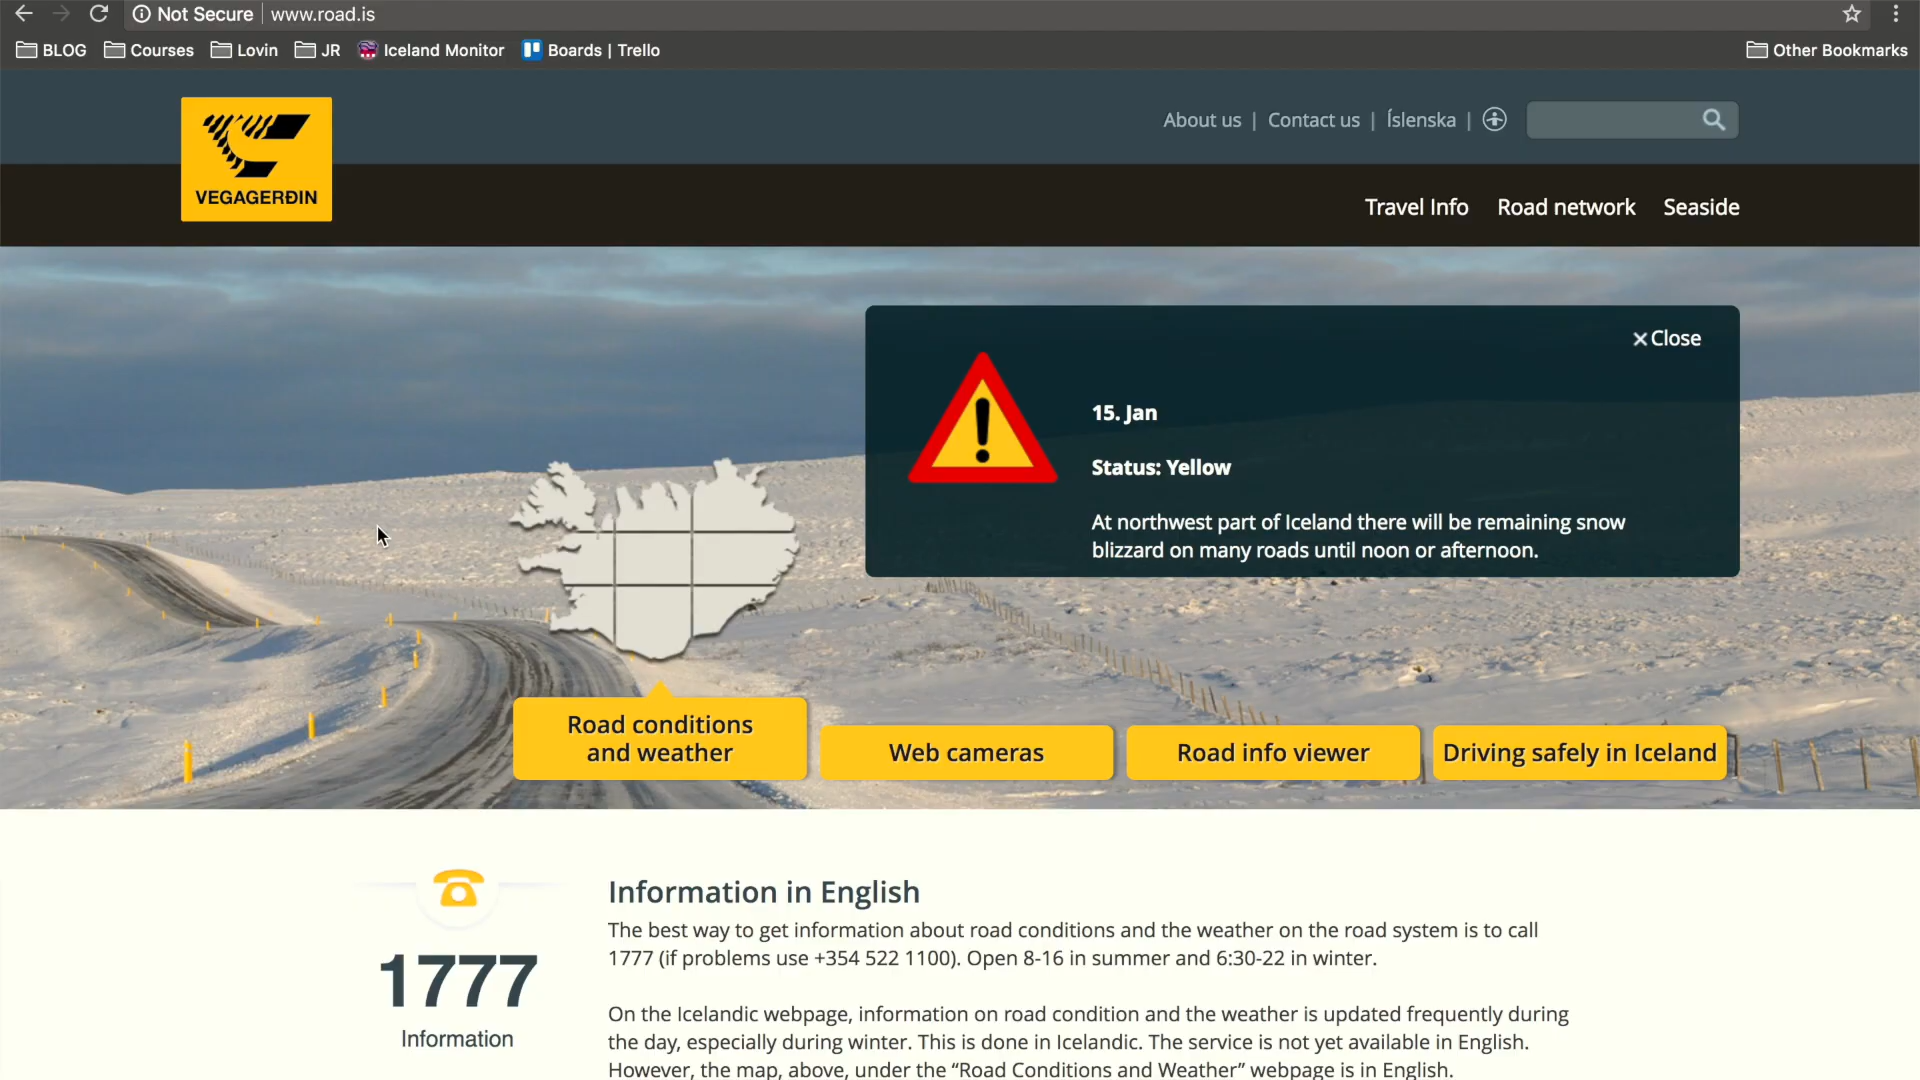 Not Secure www.road.is
BLOG Courses Lovin JR Iceland Monitor Boards | Trello Other Bookmarks
About us | Contact us | Íslenska |
VEGAGERÐIN
Travel Info Road network Seaside
×Close
15. Jan
Status: Yellow
At northwest part of Iceland there will be remaining snow
blizzard on many roads until noon or afternoon.
Road conditions
and weather
Web cameras
Road info viewer
Driving safely in Iceland
1777
Information
Information in English
The best way to get information about road conditions and the weather on the road system is to call
1777 (if problems use +354 522 1100). Open 8-16 in summer and 6:30-22 in winter.
On the Icelandic webpage, information on road condition and the weather is updated frequently during
the day, especially during winter. This is done in Icelandic. The service is not yet available in English.
However, the map, above, under the “Road Conditions and Weather” webpage is in English.